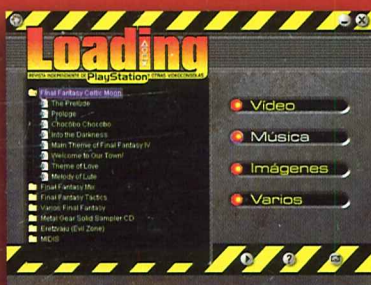 Loading
REVISTA INDEPENDIENTE DE PlayStation Y OTRAS VIDEOCONSOLAS
Final Fantasy Celtic Moon
The Prelude
Prologe
Chocobo Chocobo
Into the Darkness
Main Theme of Final Fantasy IV
Welcome to Our Town!
Theme of Love
Melody of Lute
Final Fantasy Mix
Final Fantasy Tactics
Varios Final Fantasy
Metal Gear Solid Sampler CD
Eretzvaju (Evil Zone)
MIDIS
Vídeo
Música
Imágenes
Varios
?